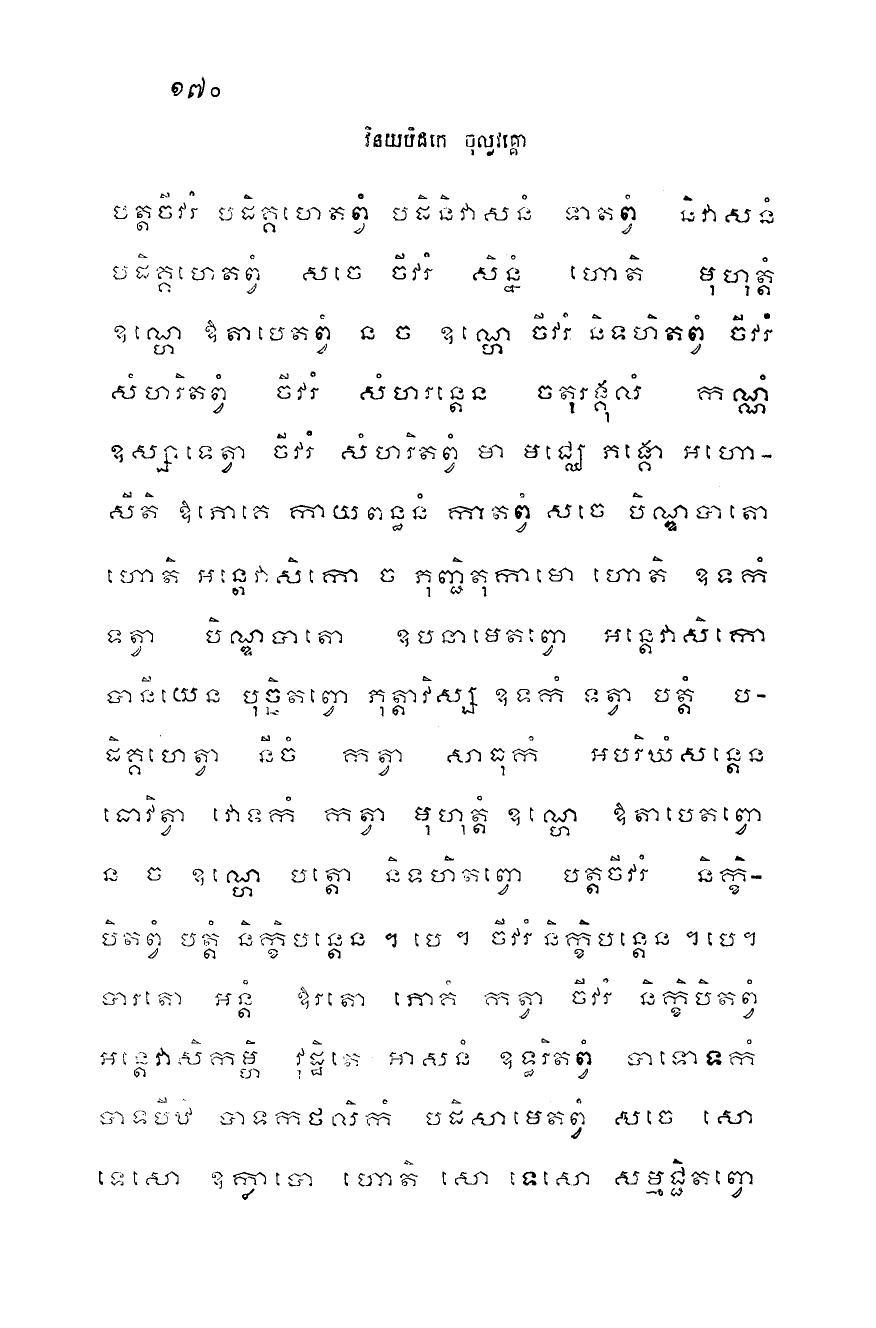 ១៧០
វិនយបិដកេ ចុល្លវគ្គោ
បត្តចីវរំ បដិគ្គហេតព្វំ បដិនិវាសនំ ទាតព្វំ និវាសនំ
បដិគ្គហេតព្វំ សចេ ចីវរំ សិន្នំ ហោតិ មុហុត្តំ
ឧណ្ហេ ឱតាបេតព្វំ ន ច ឧណ្ហេ ចីវរំ និទហិតព្វំ ចីវរំ
សំហរិតព្វំ ចីវរំ សំហរន្តេន ចតុរង្គុលំ កណ្ណំ
ឧស្សាទេត្វា ចីវរំ សំហរិតព្វំ មា មជ្ឈេ ភង្គោ អហោ-
សីតិ ឱភោគេ កាយពន្ធនំ កាតព្វំ សចេ បិណ្ឌបាតោ
ហោតិ អន្តេវាសិកោ ច ភុញ្ជិតុកាមោ ហោតិ ឧទកំ
ទត្វា បិណ្ឌបាតោ ឧបនាមេតព្វោ អន្តេវាសិកោ
បានីយេន បុច្ឆិតព្វោ ភុត្តាវិស្ស ឧទកំ ទត្វា បត្តំ ប-
ដិគ្គហេត្វា នីចំ កត្វា សាធុកំ អបរិឃំសន្តេន
ធោវិត្វា វោទកំ កត្វា មុហុត្តំ ឧណ្ហេ ឱតាបេតព្វោ
ន ច ឧណ្ហេ បត្តោ និទហិតព្វោ បត្តចីវរំ និក្ខិ-
បិតព្វំ បត្តំ និក្ខិបន្តេន ។ បេ ។ ចីវរំ និក្ខិបន្តេន ។ បេ ។
បារតោ អន្តំ ឱរតោ ភោគំ កត្វា ចីវរំ និក្ខិបិតព្វំ
អន្តេវាសិកម្ហិ វុដ្ឋិតេ អាសនំ ឧទ្ធរិតព្វំ បាទោទកំ
បាទបីឋំ បាទកថលិកំ បដិសាមេតព្វំ សចេ សោ
ទេសោ ឧក្លាបោ ហោតិ សោ ទេសោ សម្មជ្ជិតព្វោ